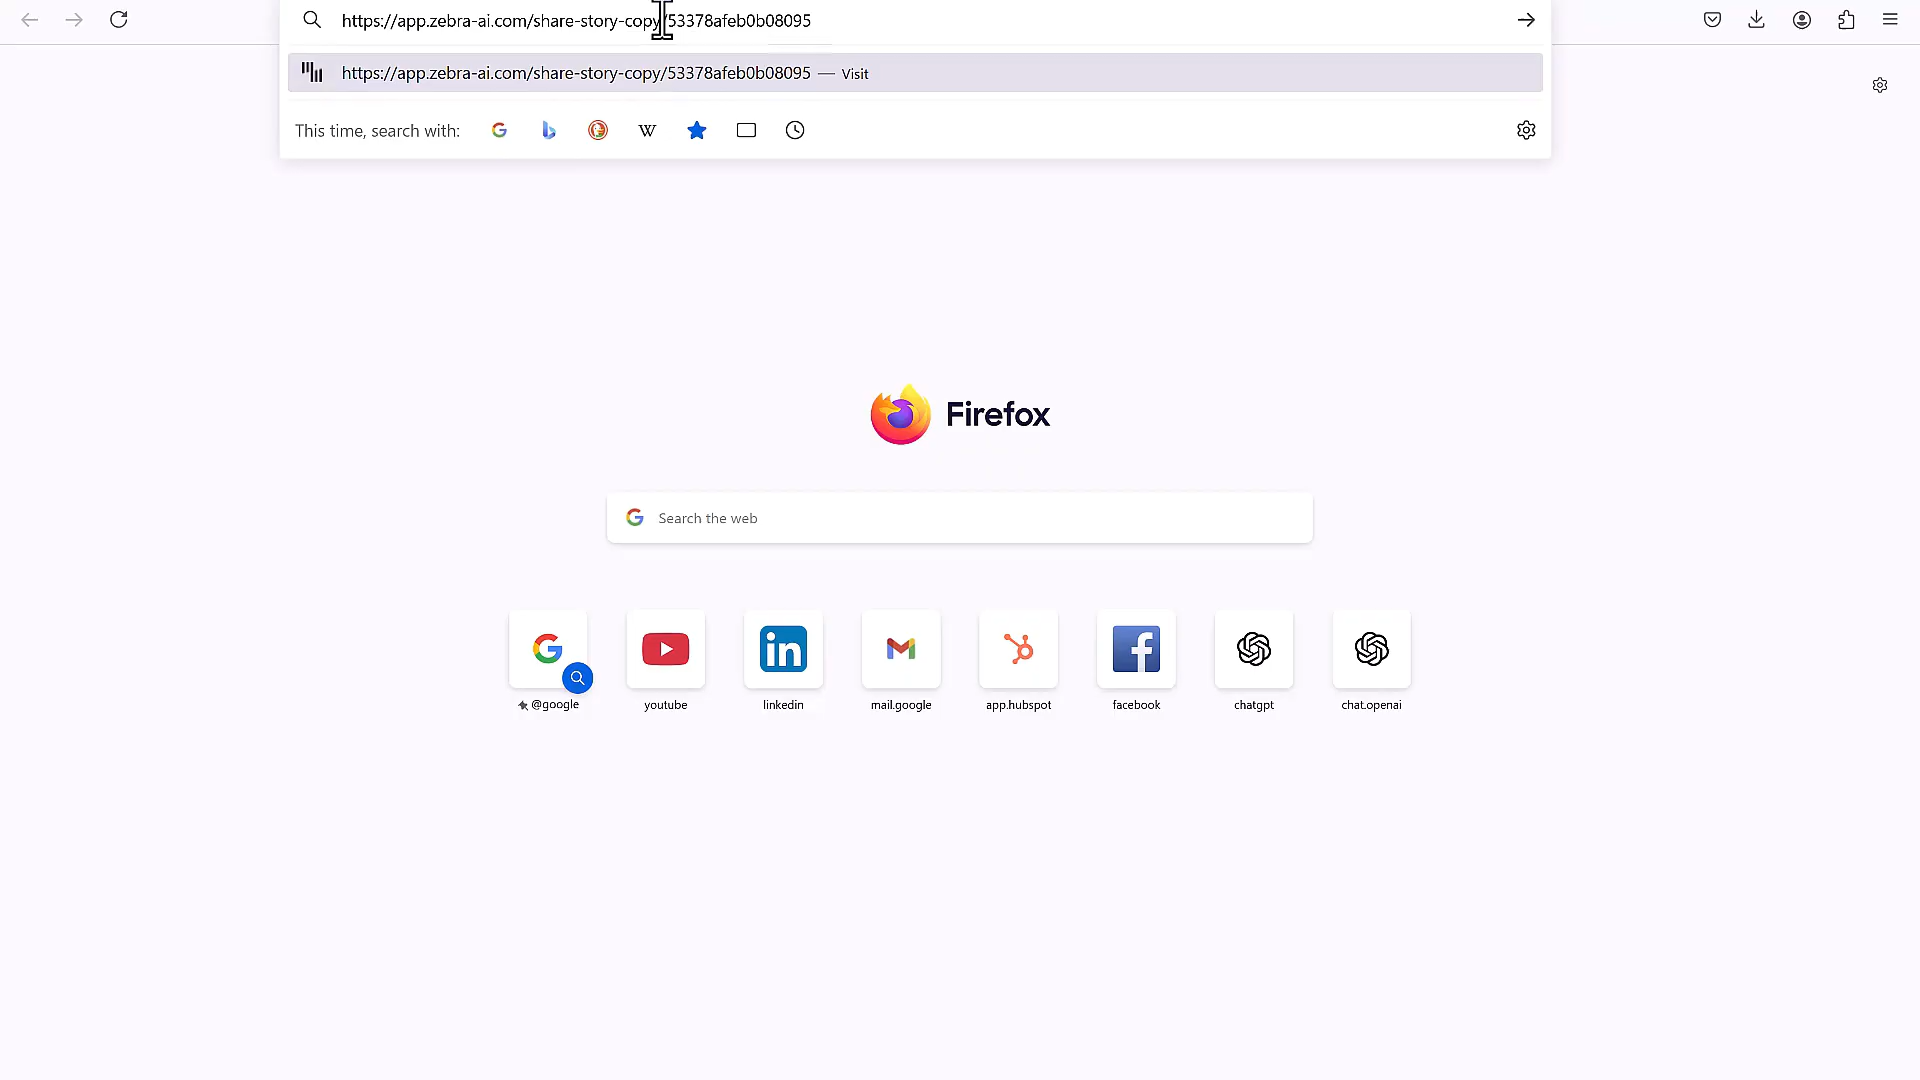 https://app.zebra-ai.com/share-story-copy/53378afeb0b08095
https://app.zebra-ai.com/share-story-copy/53378afeb0b08095 — Visit
This time, search with:
Firefox
Search the web
@google youtube linkedin mail.google app.hubspot facebook chatgpt chat.openai